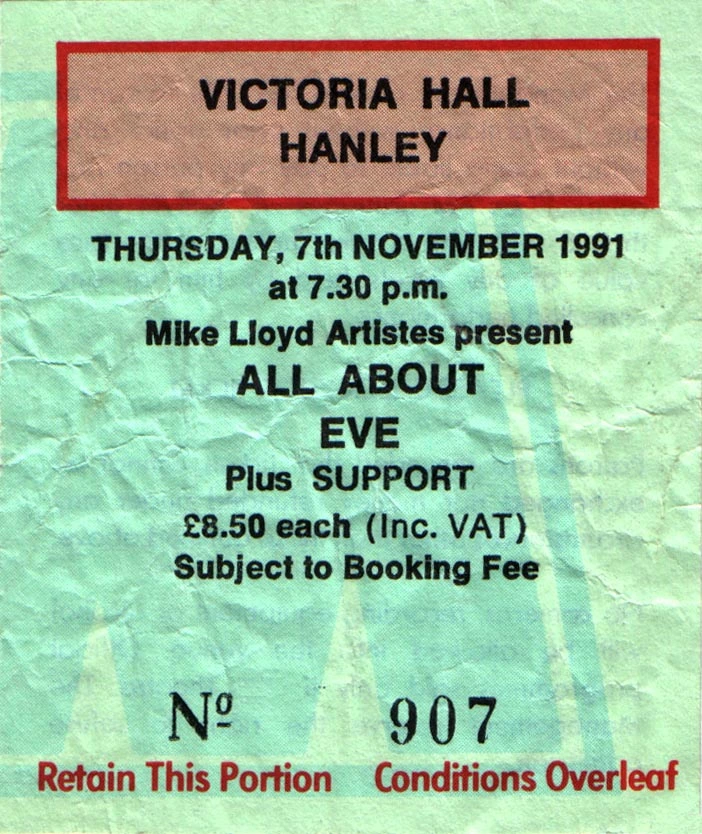 VICTORIA HALL
HANLEY
THURSDAY, 7th NOVEMBER 1991
at 7.30 p.m.
Mike Lloyd Artistes present
ALL ABOUT
EVE
Plus SUPPORT
£8.50 each (Inc. VAT)
Subject to Booking Fee
Nº 907
Retain This Portion Conditions Overleaf